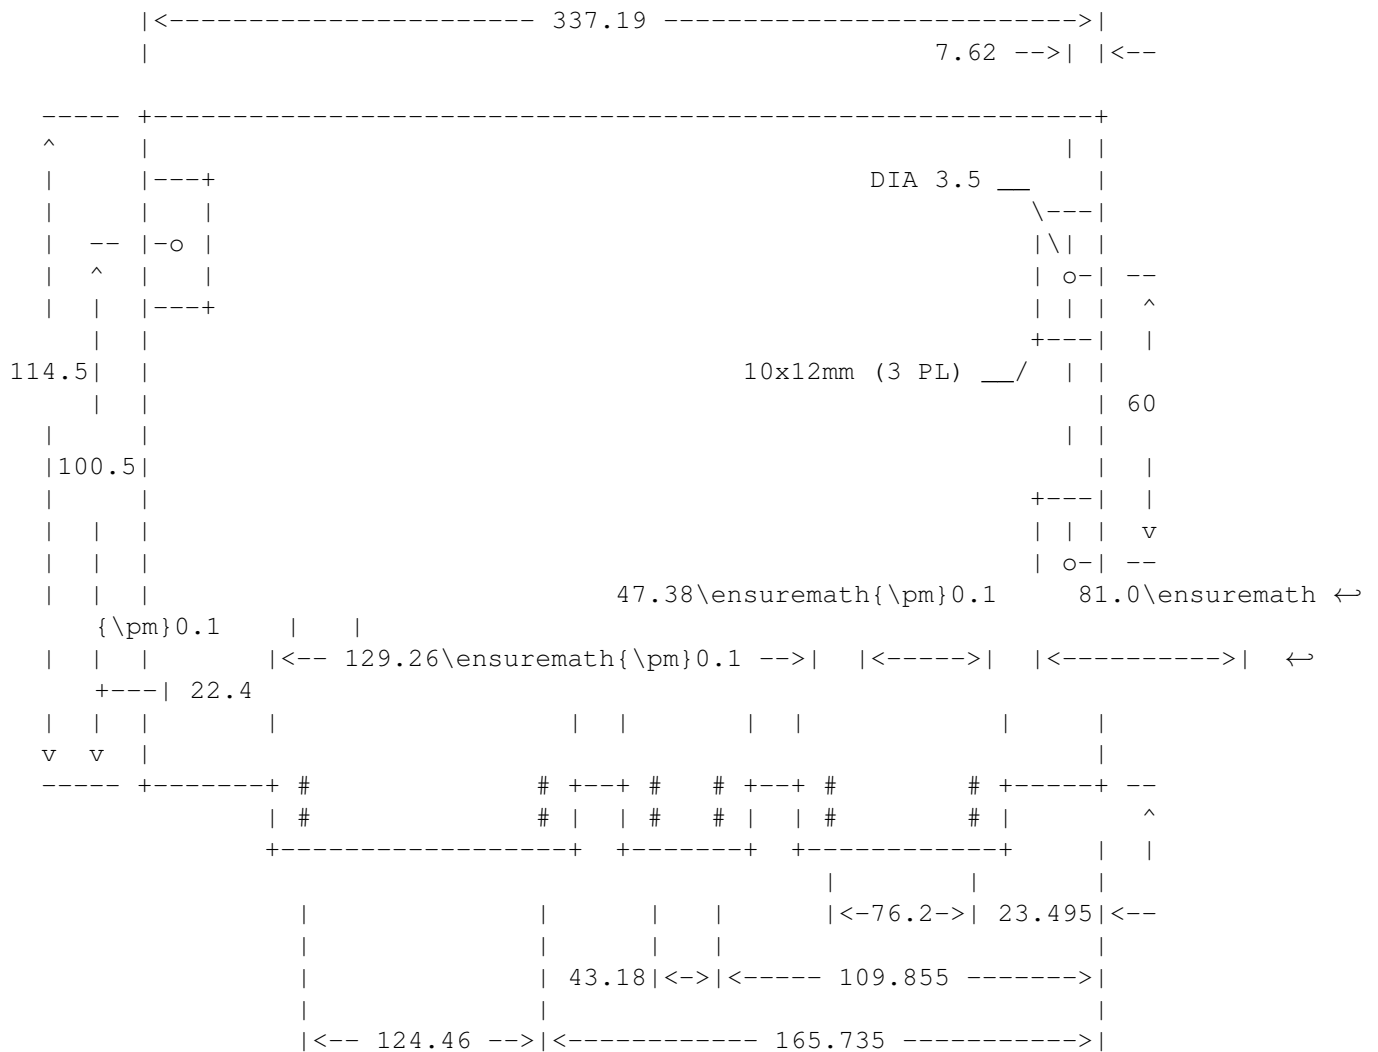 |<----------------------- 337.19 -------------------------->|
| 7.62 -->| |<--
----- +-----------------------------------------------------------+
^ | | |
| |---+ DIA 3.5 __ |
| | | \---|
| -- |-o | |\| |
| ^ | | | o-| --
| | |---+ | | | ^
| | +---| |
114.5| | 10x12mm (3 PL) __/ | |
| | | 60
| | | |
|100.5| | |
| | +---| |
| | | | | | v
| | | | o-| --
| | | 47.38\ensuremath{\pm}0.1 81.0\ensuremath ↩
{\pm}0.1 | |
| | | |<-- 129.26\ensuremath{\pm}0.1 -->| |<----->| |<---------->| ↩
+---| 22.4
| | | | | | | | | |
v v | |
----- +-------+ # # +--+ # # +--+ # # +-----+ --
| # # | | # # | | # # | ^
+------------------+ +-------+ +------------+ | |
| | |
| | | | |<-76.2->| 23.495|<--
| | | | |
| | 43.18|<->|<----- 109.855 ------->|
| | |
|<-- 124.46 -->|<------------ 165.735 ----------->|